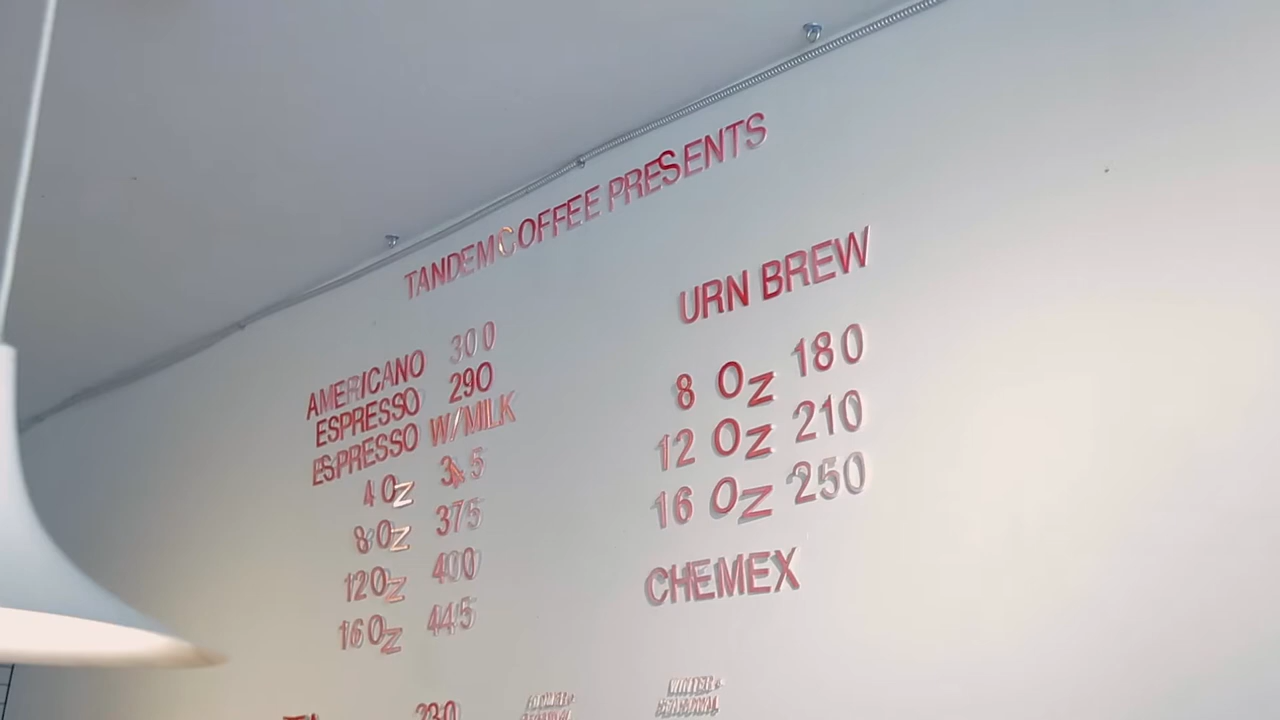 TANDEM COFFEE PRESENTS
AMERICANO 300
ESPRESSO 290
ESPRESSO W/MILK
4 Oz
8 Oz 375
12 Oz 400
16 Oz 445
URN BREW
8 Oz 180
12 Oz 210
16 Oz 250
CHEMEX